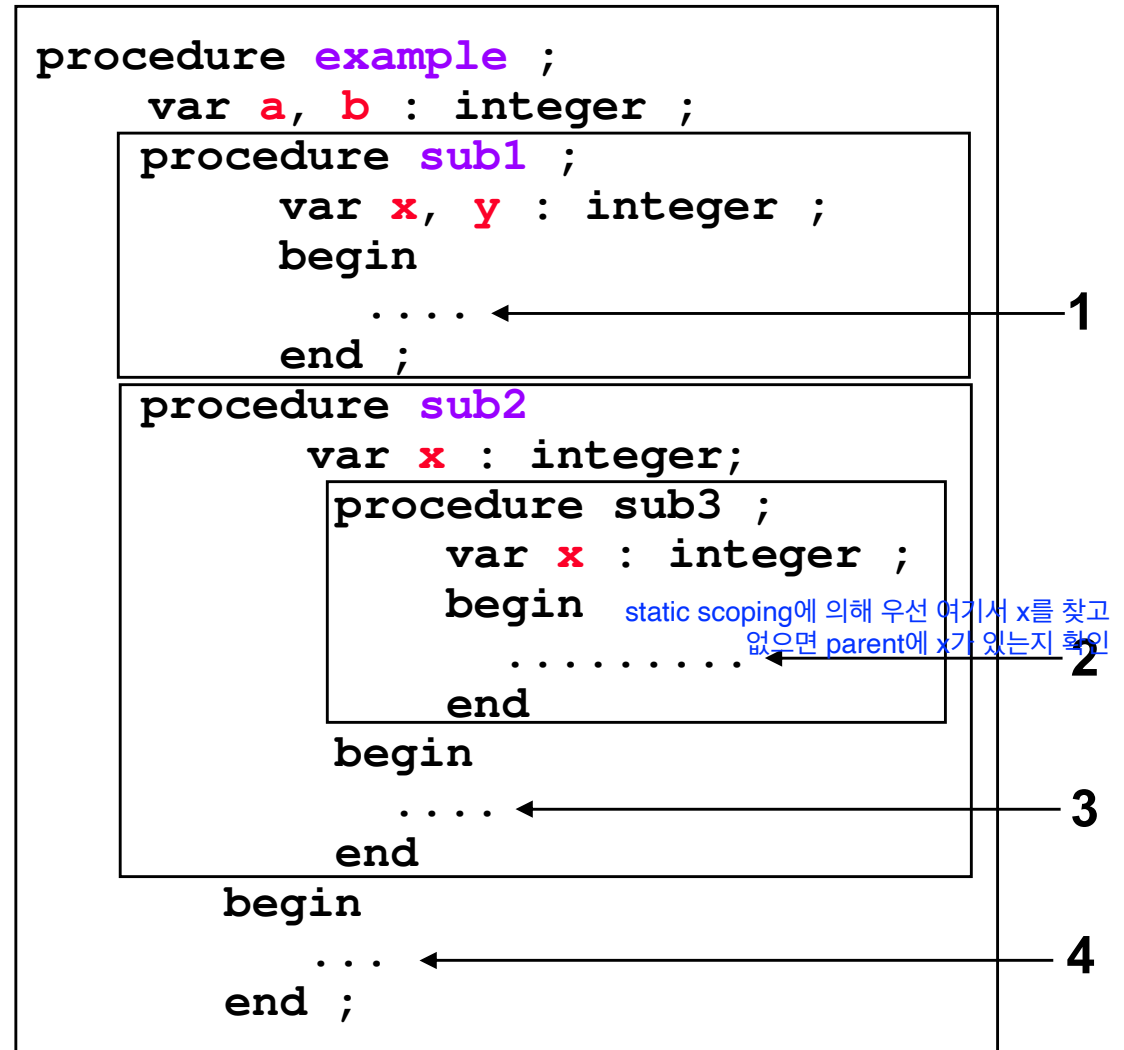 procedure example ;
var a, b : integer ;
procedure sub1 ;
var x, y : integer ;
begin
.... 1
end ;
procedure sub2
var x : integer;
procedure sub3 ;
var x : integer ;
begin
static scoping에 의해 우선 여기서 x를 찾고
없으면 parent에 x가 있는지 확인
......... 2
end
begin
.... 3
end
begin
... 4
end ;